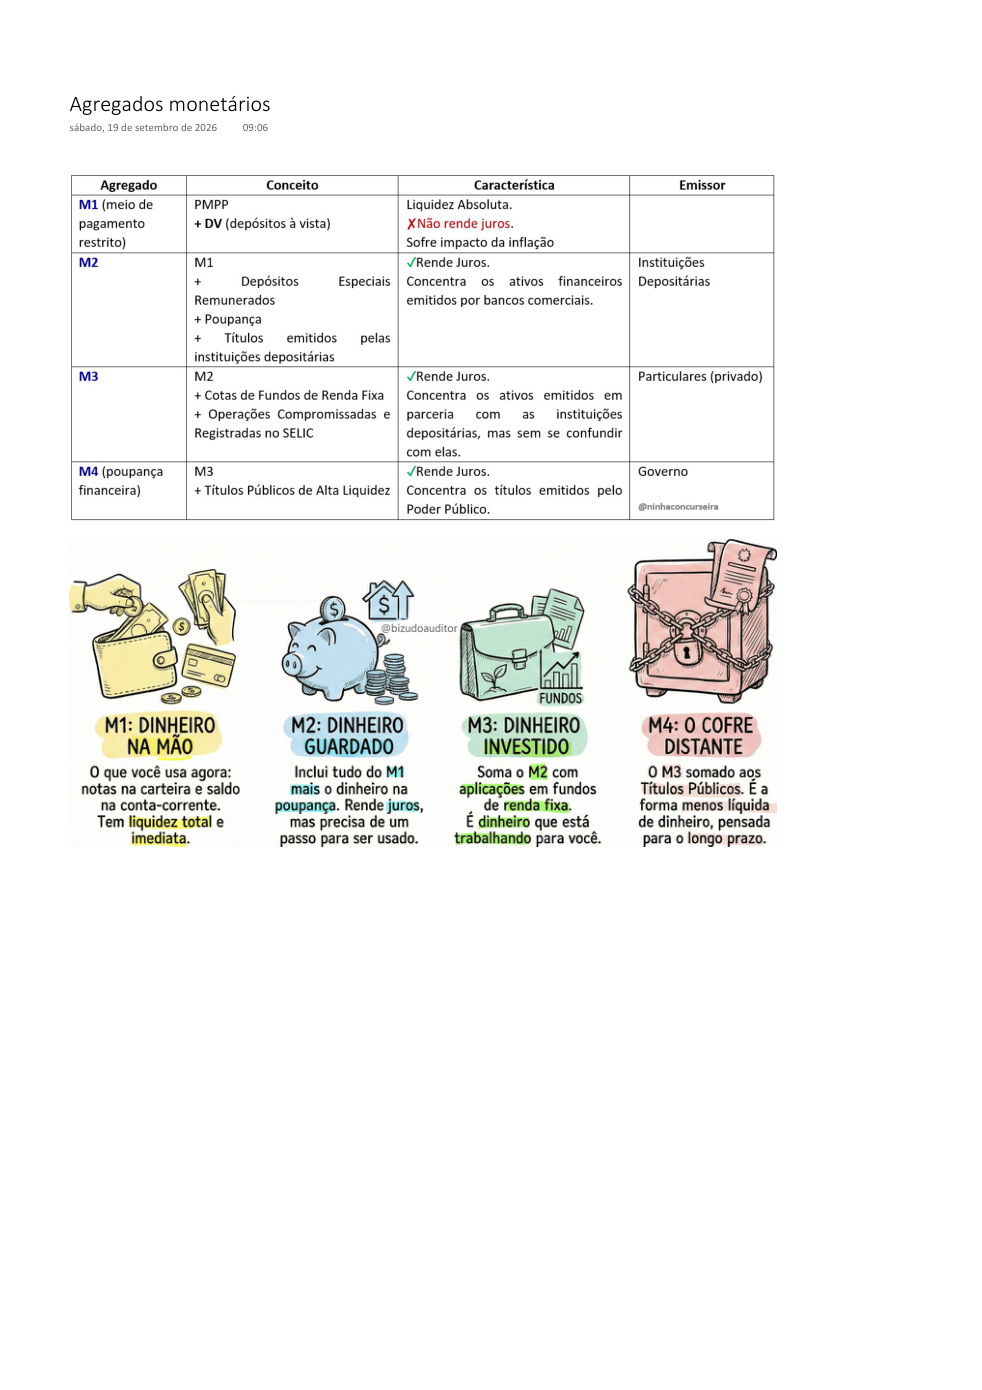 Agregados monetários
sábado, 19 de setembro de 2026 09:06
Agregado Conceito Característica Emissor
M1 (meio de
pagamento
restrito)
PMPP
+ DV (depósitos à vista)
Liquidez Absoluta.
✗Não rende juros.
Sofre impacto da inflação
M2
M1
+ Depósitos Especiais
Remunerados
+ Poupança
+ Títulos emitidos pelas
instituições depositárias
✓Rende Juros.
Concentra os ativos financeiros
emitidos por bancos comerciais.
Instituições
Depositárias
M3
M2
+ Cotas de Fundos de Renda Fixa
+ Operações Compromissadas e
Registradas no SELIC
✓Rende Juros.
Concentra os ativos emitidos em
parceria com as instituições
depositárias, mas sem se confundir
com elas.
Particulares (privado)
M4 (poupança
financeira)
M3
+ Títulos Públicos de Alta Liquidez
✓Rende Juros.
Concentra os títulos emitidos pelo
Poder Público.
Governo
@ninhaconcurseira
$
$
$
@bizudoauditor
FUNDOS
M1: DINHEIRO
NA MÃO
O que você usa agora:
notas na carteira e saldo
na conta-corrente.
Tem liquidez total e
imediata.
M2: DINHEIRO
GUARDADO
Inclui tudo do M1
mais o dinheiro na
poupança. Rende juros,
mas precisa de um
passo para ser usado.
M3: DINHEIRO
INVESTIDO
Soma o M2 com
aplicações em fundos
de renda fixa.
É dinheiro que está
trabalhando para você.
M4: O COFRE
DISTANTE
O M3 somado aos
Títulos Públicos. É a
forma menos líquida
de dinheiro, pensada
para o longo prazo.